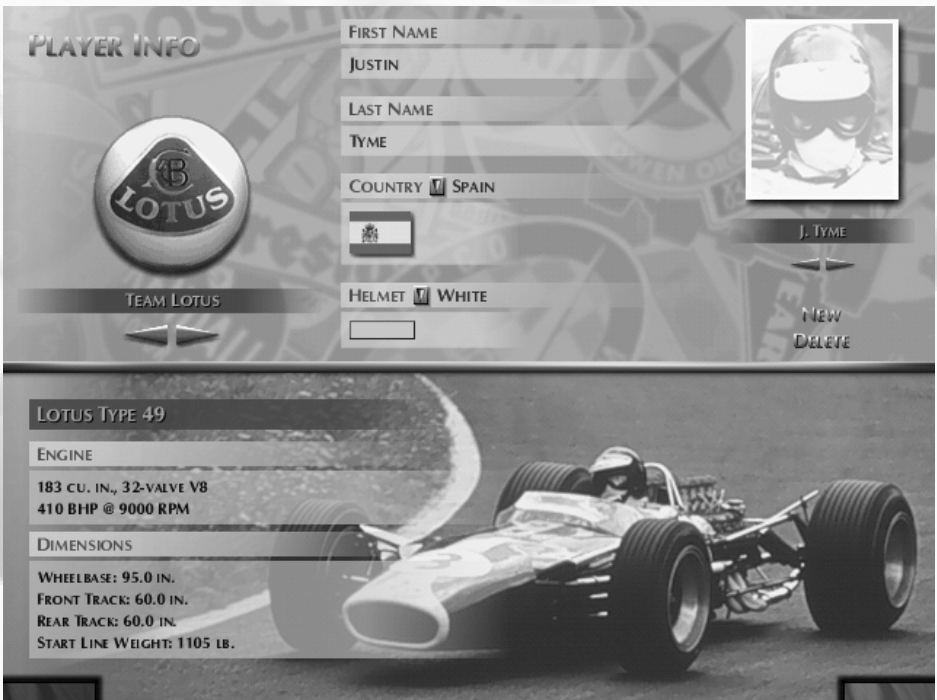 PLAYER INFO
FIRST NAME
JUSTIN
LAST NAME
TYME
COUNTRY SPAIN
HELMET WHITE
ACBC
LOTUS
TEAM LOTUS
J. TYME
NEW
DELETE
LOTUS TYPE 49
ENGINE
183 CU. IN., 32-VALVE V8
410 BHP @ 9000 RPM
DIMENSIONS
WHEELBASE: 95.0 IN.
FRONT TRACK: 60.0 IN.
REAR TRACK: 60.0 IN.
START LINE WEIGHT: 1105 LB.
BOSCH